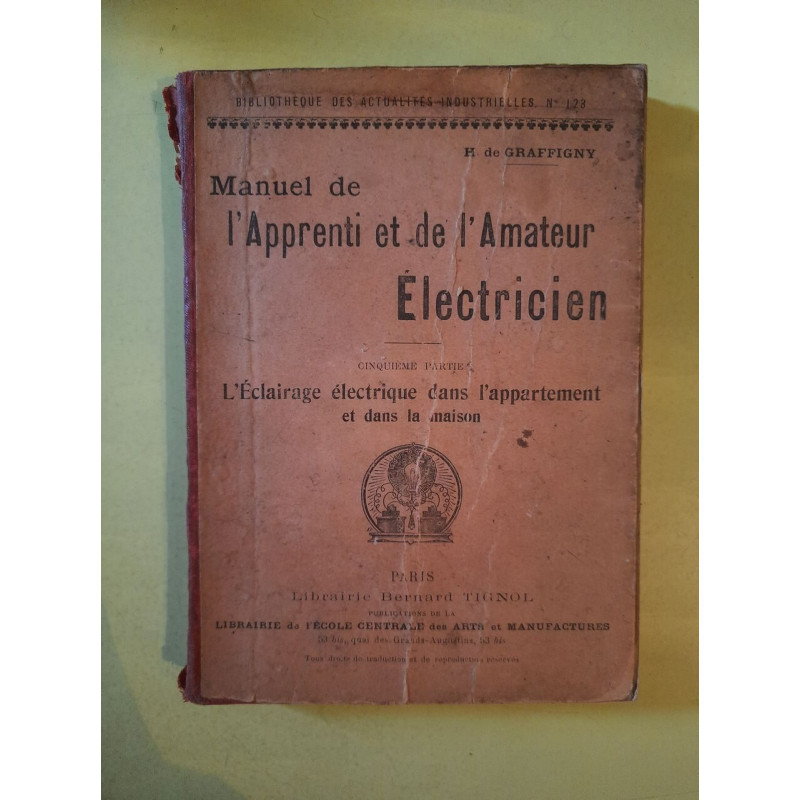 BIBLIOTHÈQUE DES ACTUALITÉS INDUSTRIELLES. N° 123
H. de GRAFFIGNY
Manuel de
l'Apprenti et de l'Amateur
Électricien
CINQUIÈME PARTIE
L'Éclairage électrique dans l'appartement
et dans la maison
PARIS
Librairie Bernard TIGNOL
PUBLICATIONS DE LA
LIBRAIRIE de l'ÉCOLE CENTRALE des ARTS et MANUFACTURES
53 bis, quai des Grands-Augustins, 53 bis
Tous droits de traduction et de reproduction réservés